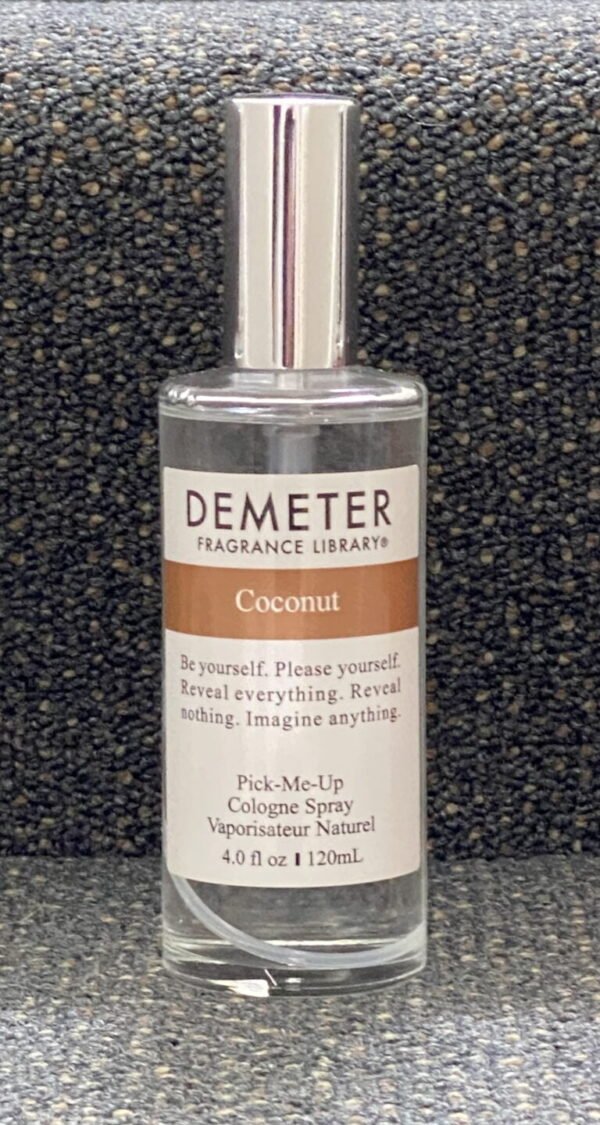 DEMETER
FRAGRANCE LIBRARY®
Coconut
Be yourself. Please yourself.
Reveal everything. Reveal
nothing. Imagine anything.
Pick-Me-Up
Cologne Spray
Vaporisateur Naturel
4.0 fl oz I 120mL